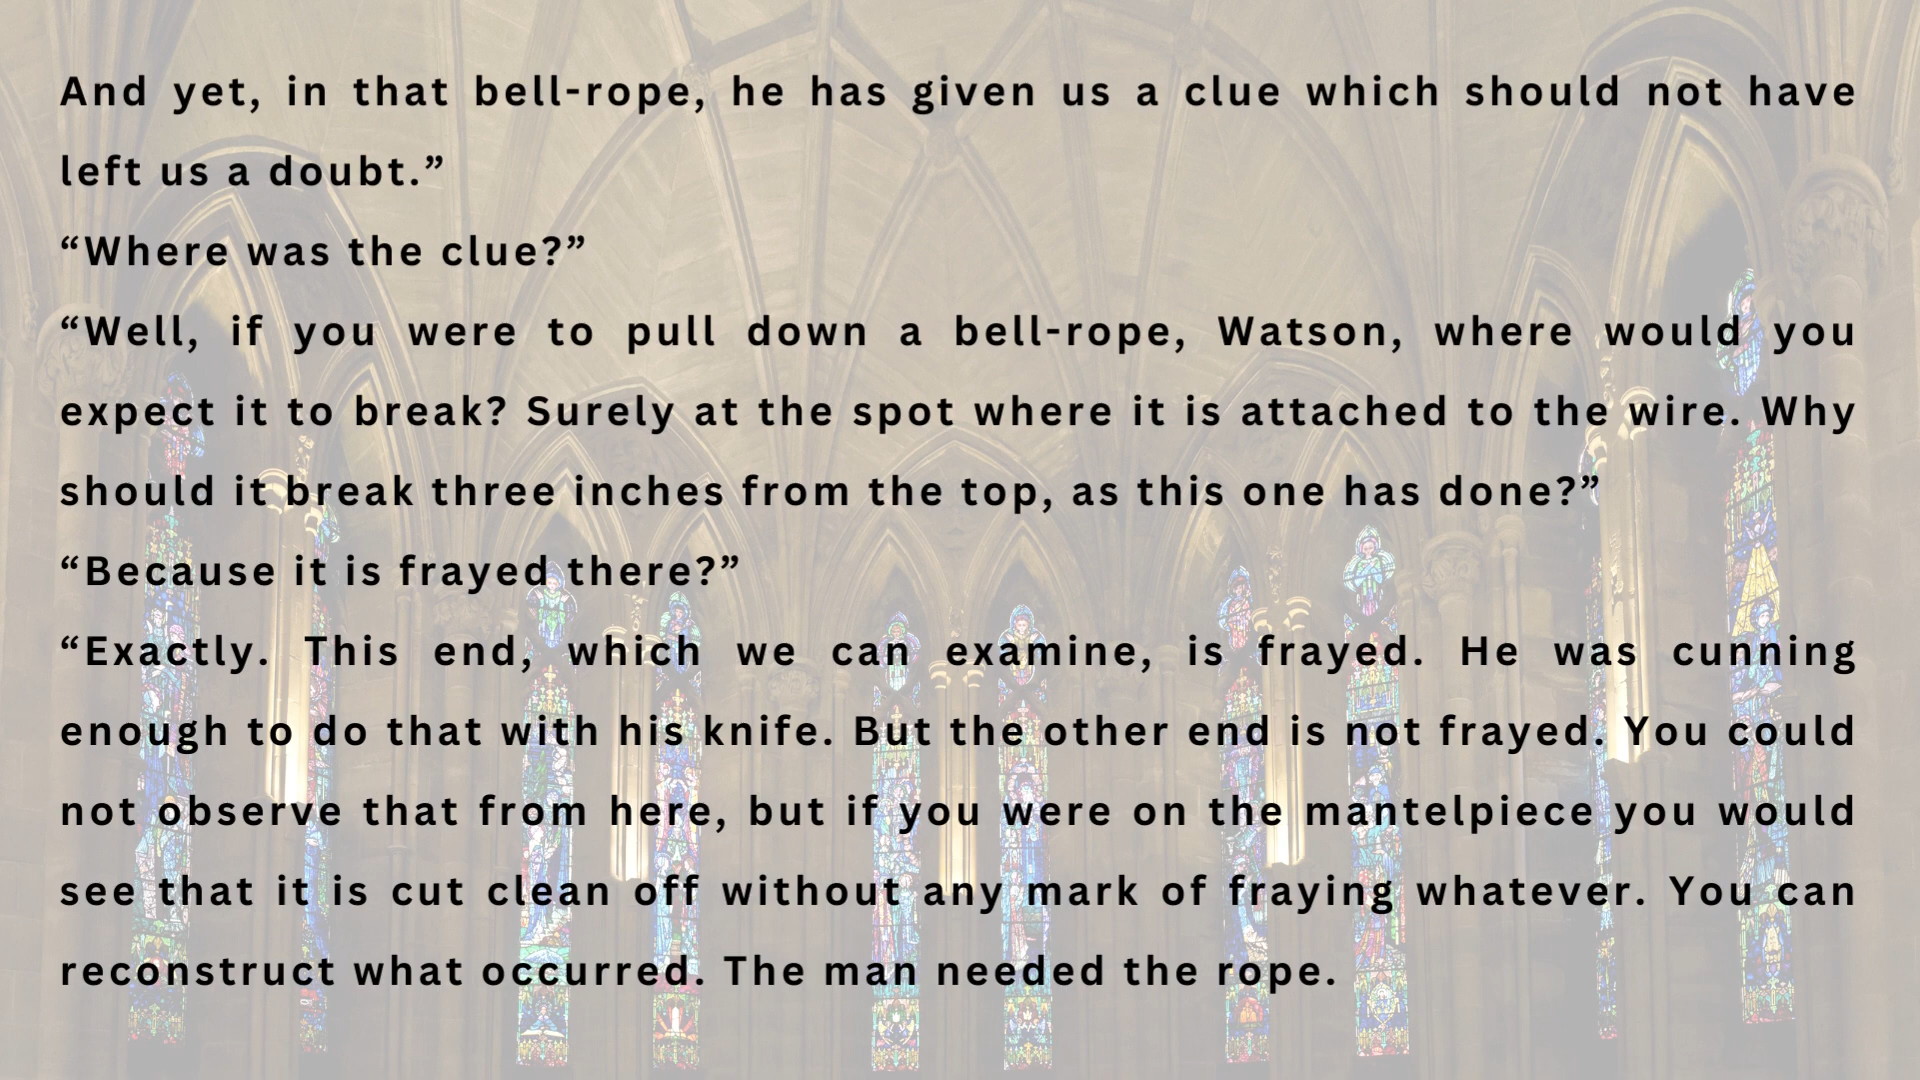 And yet, in that bell-rope, he has given us a clue which should not have
left us a doubt.”
“Where was the clue?”
“Well, if you were to pull down a bell-rope, Watson, where would you
expect it to break? Surely at the spot where it is attached to the wire. Why
should it break three inches from the top, as this one has done?”
“Because it is frayed there?”
“Exactly. This end, which we can examine, is frayed. He was cunning
enough to do that with his knife. But the other end is not frayed. You could
not observe that from here, but if you were on the mantelpiece you would
see that it is cut clean off without any mark of fraying whatever. You can
reconstruct what occurred. The man needed the rope.